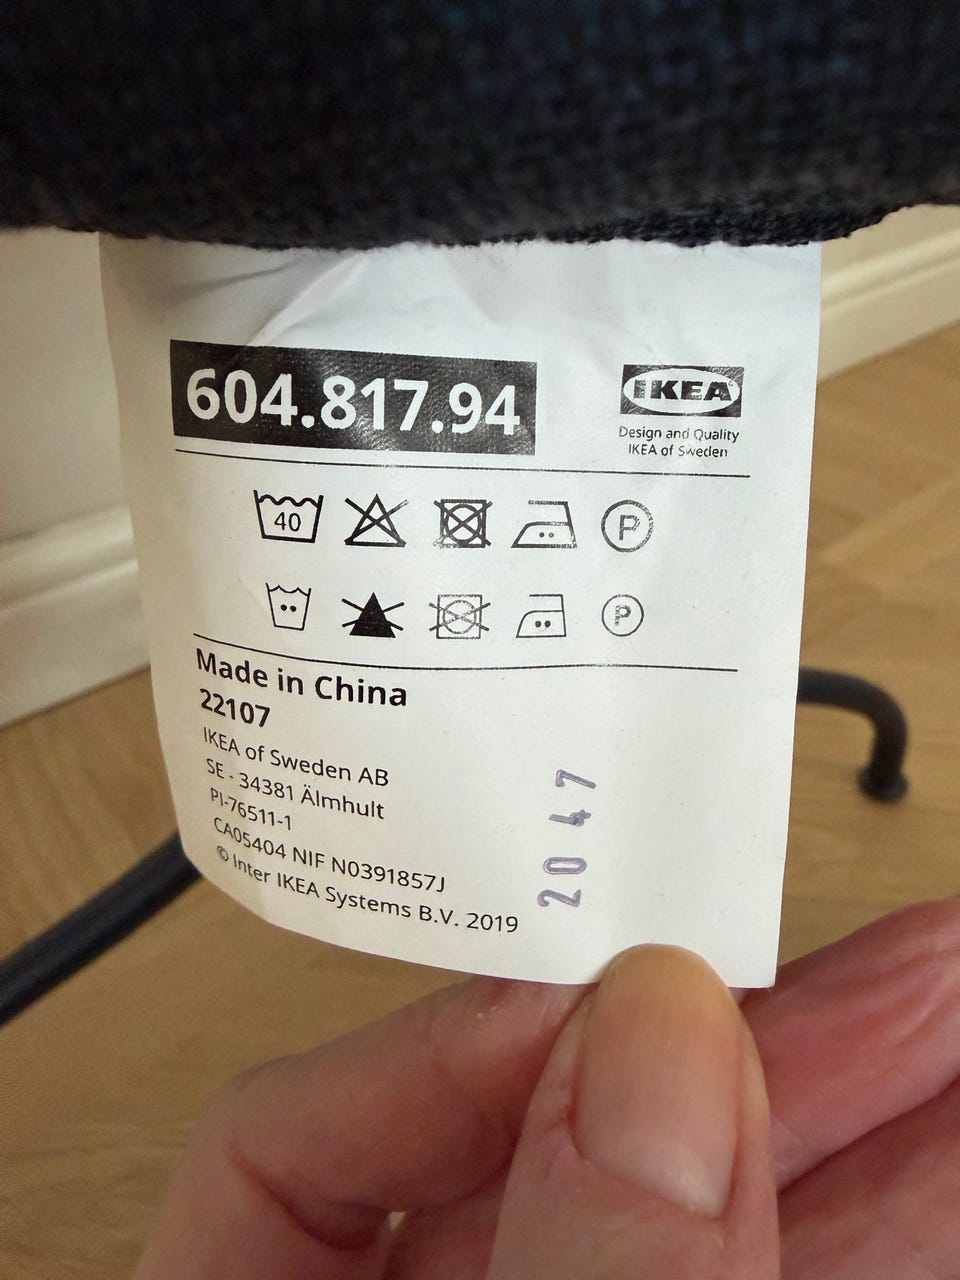 604.817.94
IKEA®
Design and Quality
IKEA of Sweden
40
P
P
Made in China
22107
IKEA of Sweden AB
SE - 34381 Älmhult
PI-76511-1
CA05404 NIF N0391857J
© Inter IKEA Systems B.V. 2019
2047